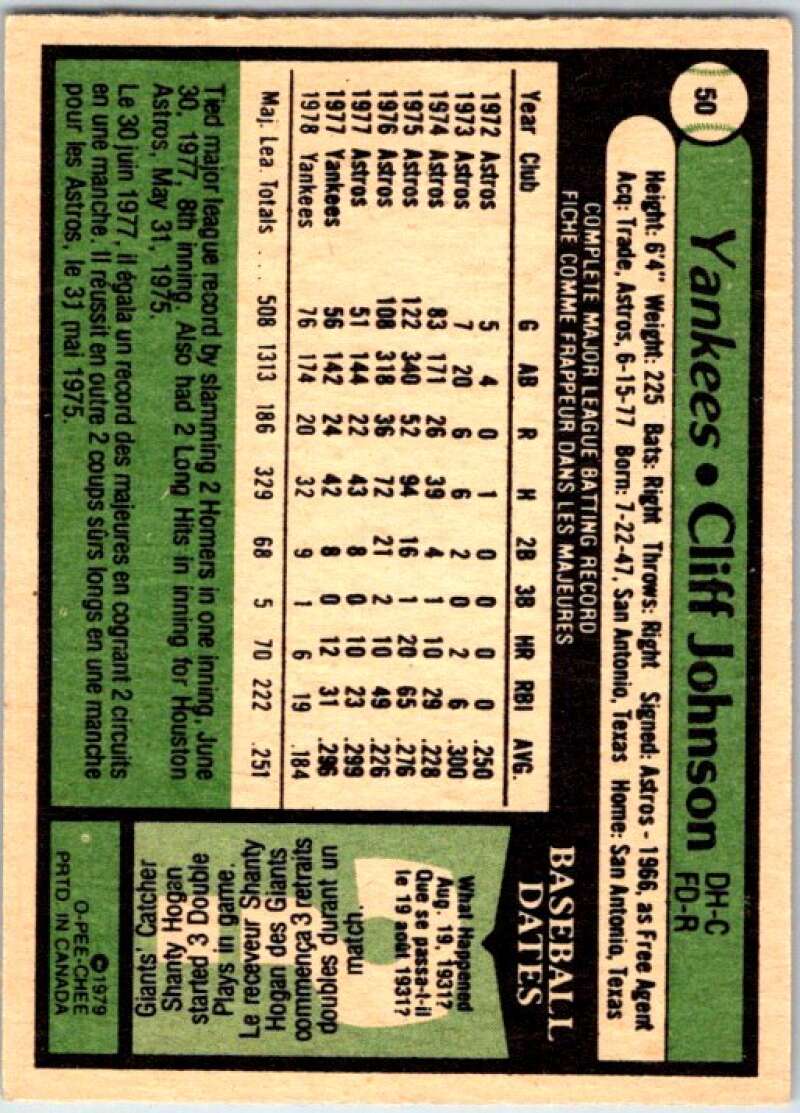 50
Yankees • Cliff Johnson DH-C
FD-R
Height: 6'4" Weight: 225 Bats: Right Throws: Right Signed: Astros - 1966, as Free Agent
Acq: Trade, Astros, 6-15-77 Born: 7-22-47, San Antonio, Texas Home: San Antonio, Texas
COMPLETE MAJOR LEAGUE BATTING RECORD
FICHE COMME FRAPPEUR DANS LES MAJEURES
Year Club G AB R H 2B 3B HR RBI AVG.
1972 Astros 5 4 0 1 0 0 0 0 .250
1973 Astros 7 20 6 6 2 0 2 6 .300
1974 Astros 83 171 26 39 4 1 10 29 .228
1975 Astros 122 340 52 94 16 1 20 65 .276
1976 Astros 108 318 36 72 21 2 10 49 .226
1977 Astros 51 144 22 43 8 0 10 23 .299
1977 Yankees 56 142 24 42 8 0 12 31 .296
1978 Yankees 76 174 20 32 9 1 6 19 .184
Maj. Lea. Totals .... 508 1313 186 329 68 5 70 222 .251
Tied major league record by slamming 2 Homers in one inning, June
30, 1977, 8th inning. Also had 2 Long Hits in inning for Houston
Astros, May 31, 1975.
Le 30 juin 1977, il égala un record des majeures en cognant 2 circuits
en une manche. Il réussit en outre 2 coups sûrs longs en une manche
pour les Astros, le 31 mai 1975.
BASEBALL
DATES
What Happened
Aug. 19, 1931?
Que se passa-t-il
le 19 août 1931?
Giants' Catcher
Shanty Hogan
started 3 Double
Plays in game.
Le receveur Shanty
Hogan des Giants
commença 3 retraits
doubles durant un
match.
©1979
O-PEE-CHEE
PRTD. IN CANADA